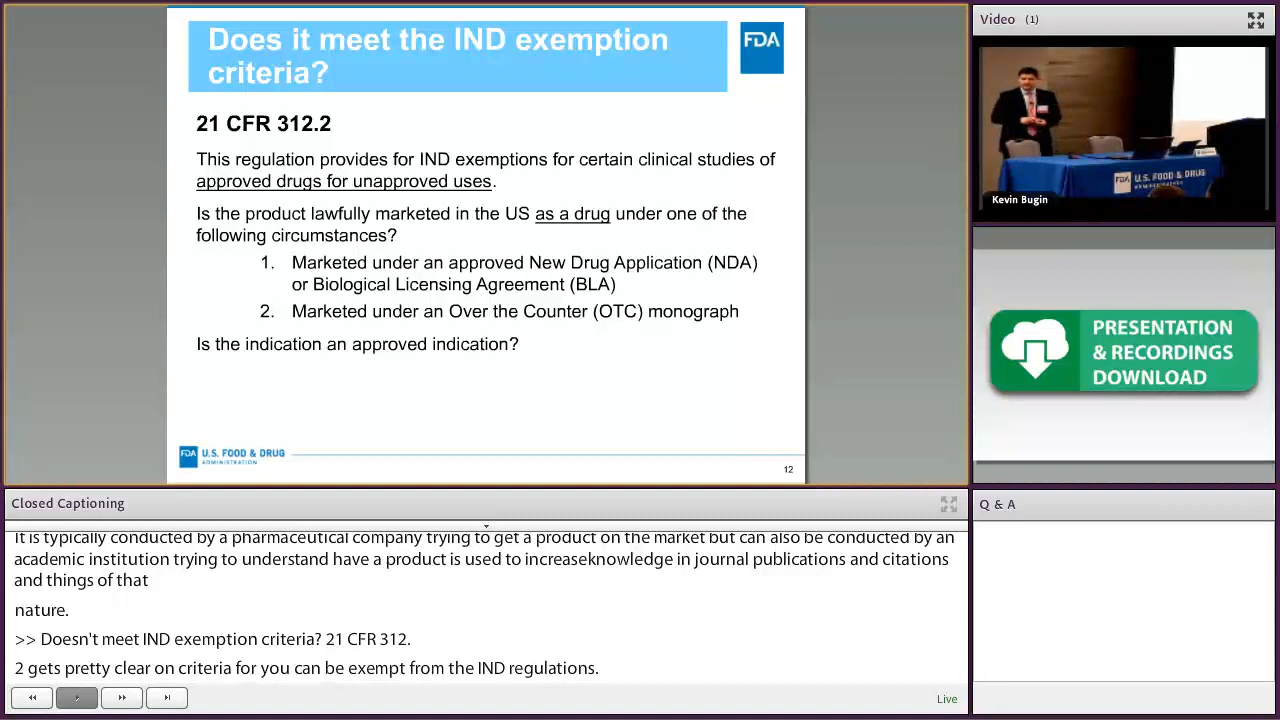 Does it meet the IND exemption
criteria?
FDA
21 CFR 312.2
This regulation provides for IND exemptions for certain clinical studies of
approved drugs for unapproved uses.
Is the product lawfully marketed in the US as a drug under one of the
following circumstances?
1. Marketed under an approved New Drug Application (NDA)
or Biological Licensing Agreement (BLA)
2. Marketed under an Over the Counter (OTC) monograph
Is the indication an approved indication?
FDA U.S. FOOD & DRUG
ADMINISTRATION
12
Video (1)
FDA U.S. FOOD & DRUG
ADMINISTRATION
Kevin Bugin
PRESENTATION
& RECORDINGS
DOWNLOAD
Closed Captioning
It is typically conducted by a pharmaceutical company trying to get a product on the market but can also be conducted by an
academic institution trying to understand have a product is used to increaseknowledge in journal publications and citations
and things of that
nature.
>> Doesn't meet IND exemption criteria? 21 CFR 312.
2 gets pretty clear on criteria for you can be exempt from the IND regulations.
Live
Q & A